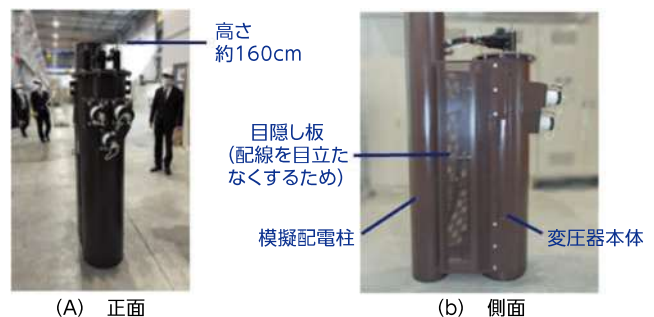 高さ
約160cm
目隠し板
(配線を目立た
なくするため)
模擬配電柱
変圧器本体
(A) 正面
(b) 側面